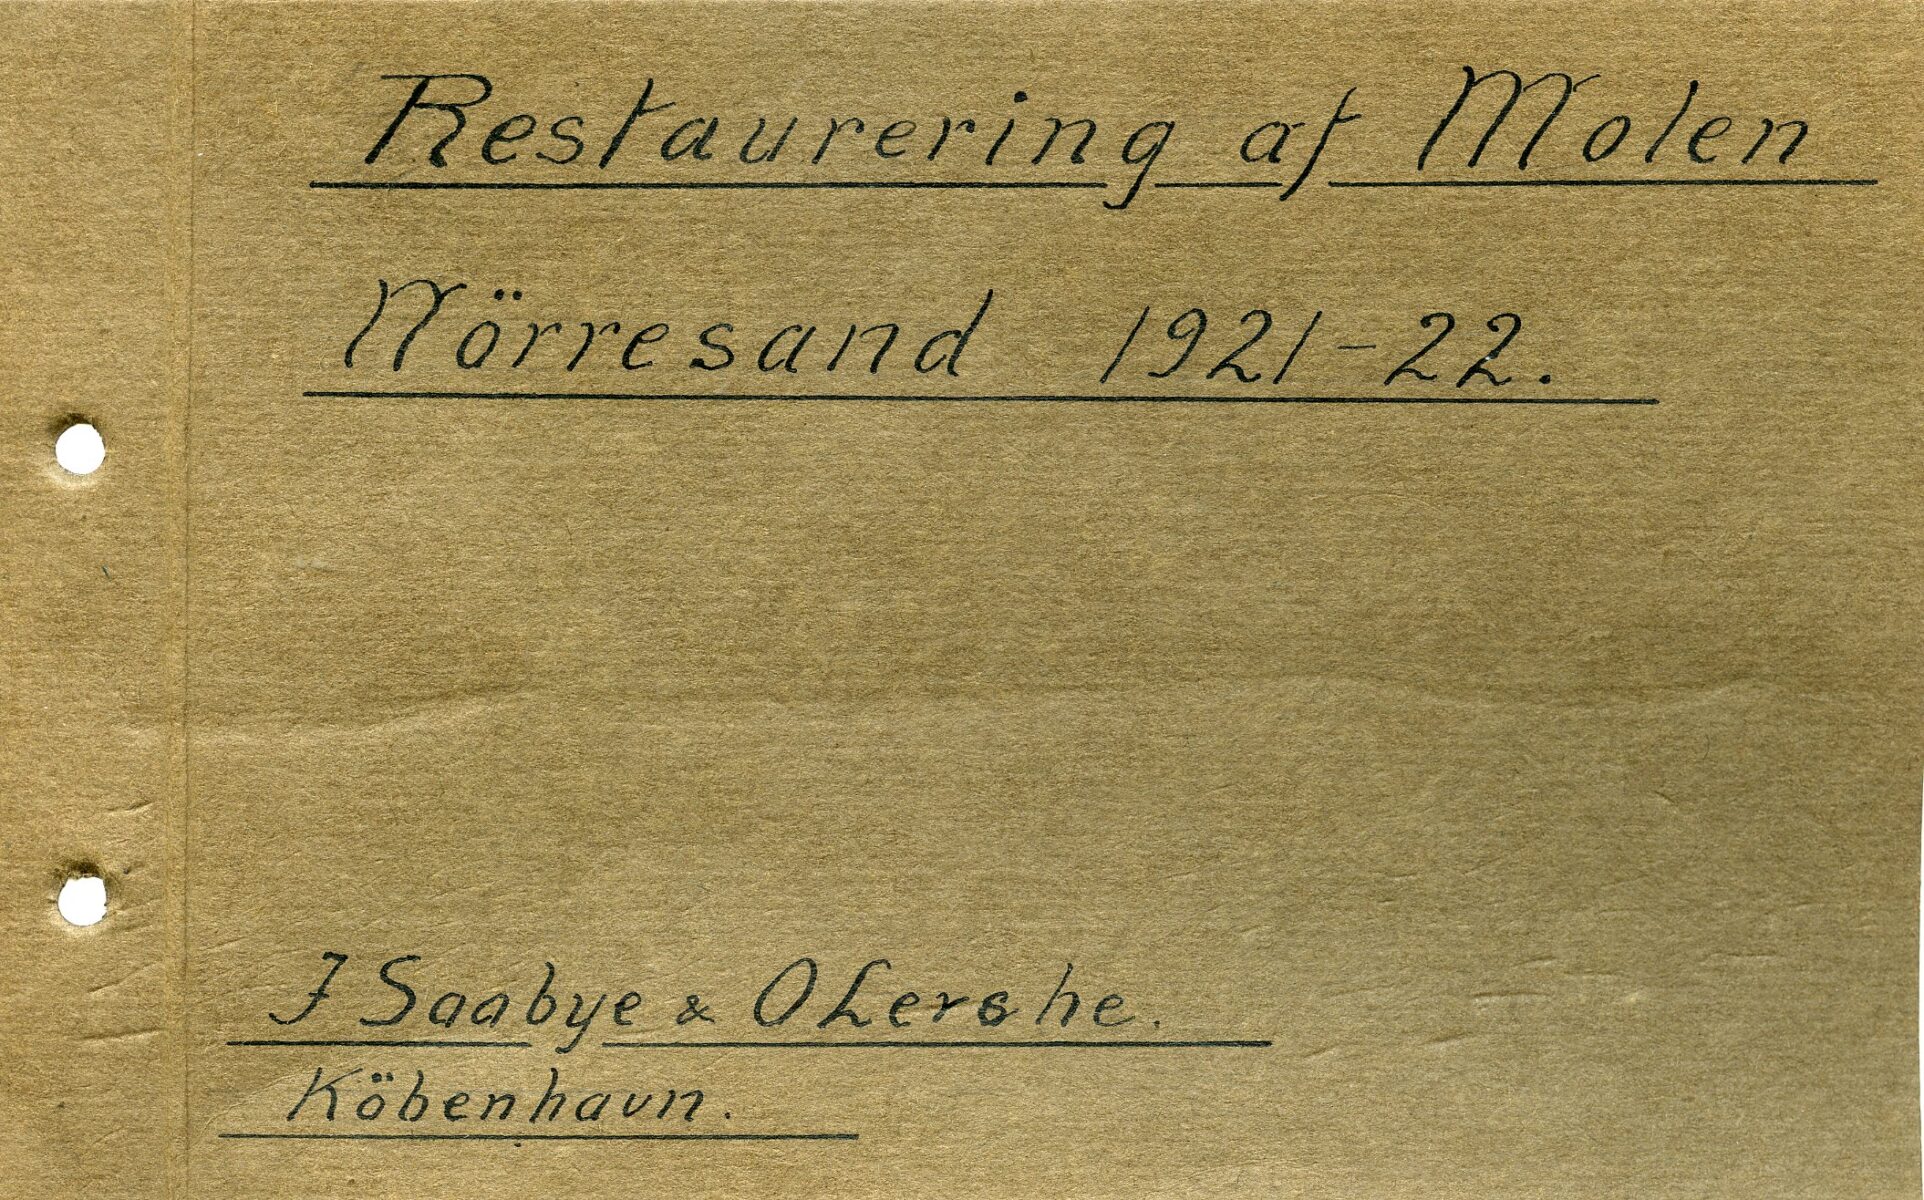 Restaurering af Molen
Nörresand 1921-22.
J Saabye & O Lerche.
Köbenhavn.